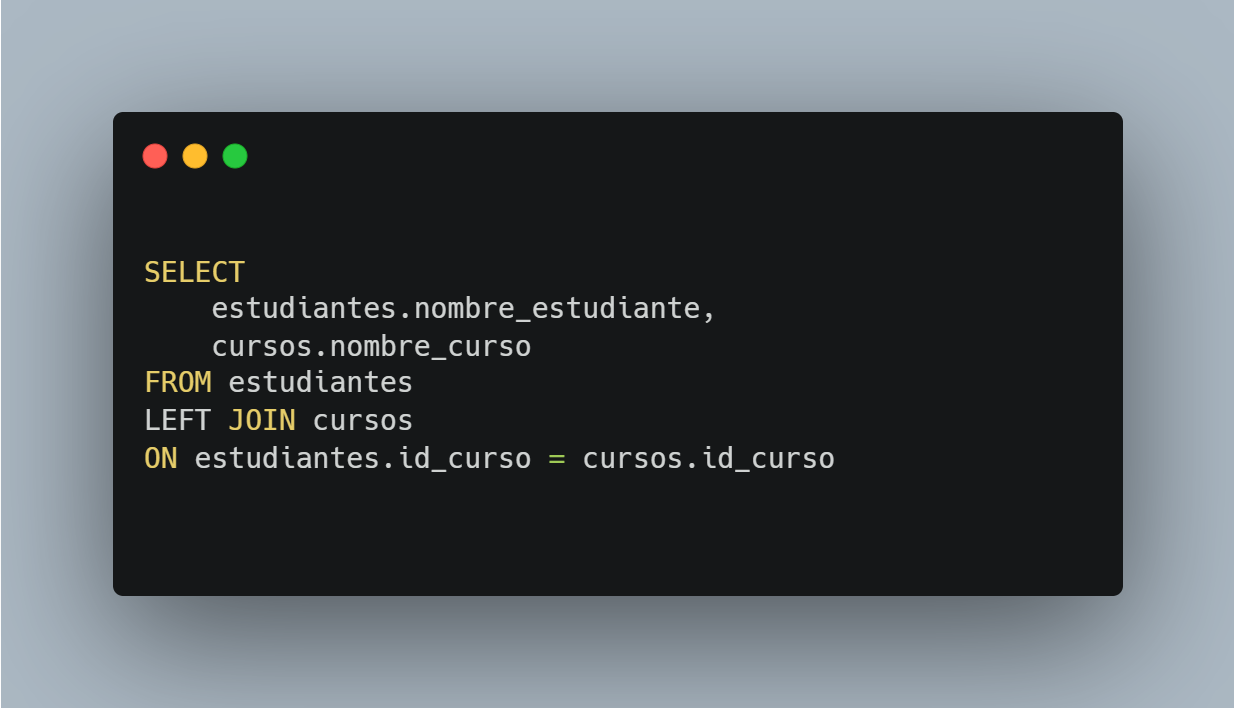 SELECT
    estudiantes.nombre_estudiante,
    cursos.nombre_curso
FROM estudiantes
LEFT JOIN cursos
ON estudiantes.id_curso = cursos.id_curso